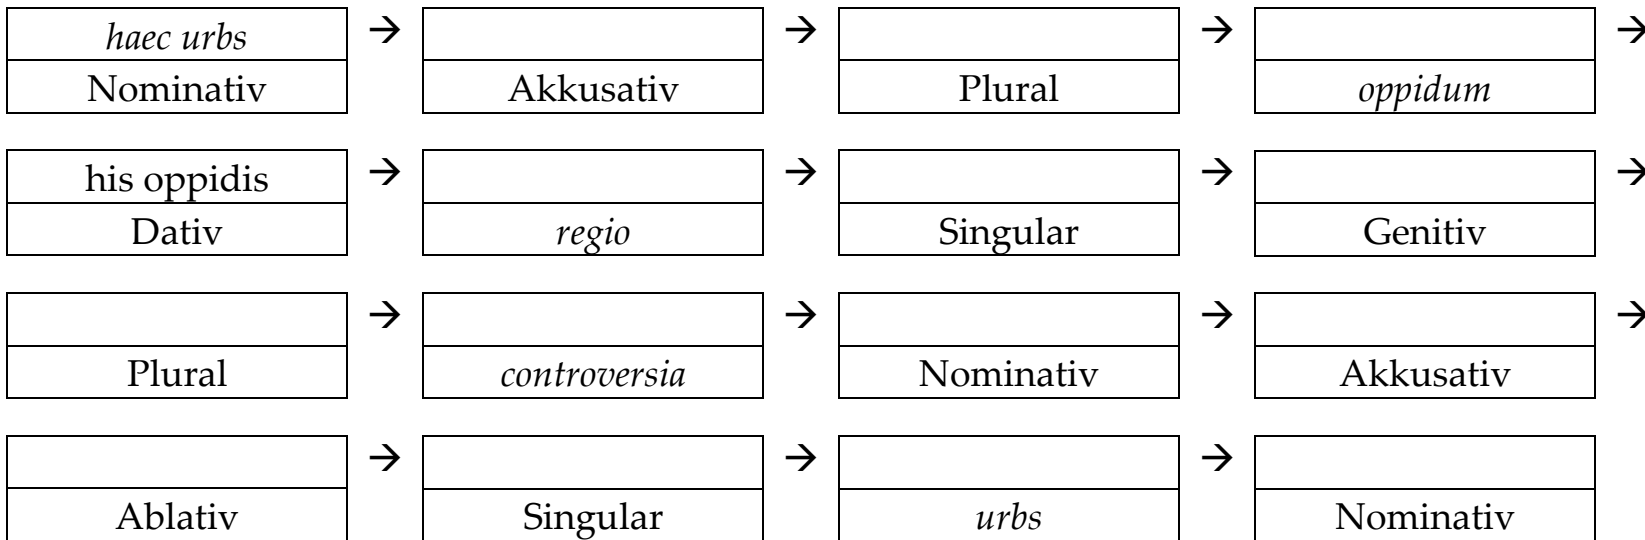 haec urbs → → → →
Nominativ Akkusativ Plural oppidum
his oppidis → → → →
Dativ regio Singular Genitiv
→ → → →
Plural controversia Nominativ Akkusativ
→ → →
Ablativ Singular urbs Nominativ